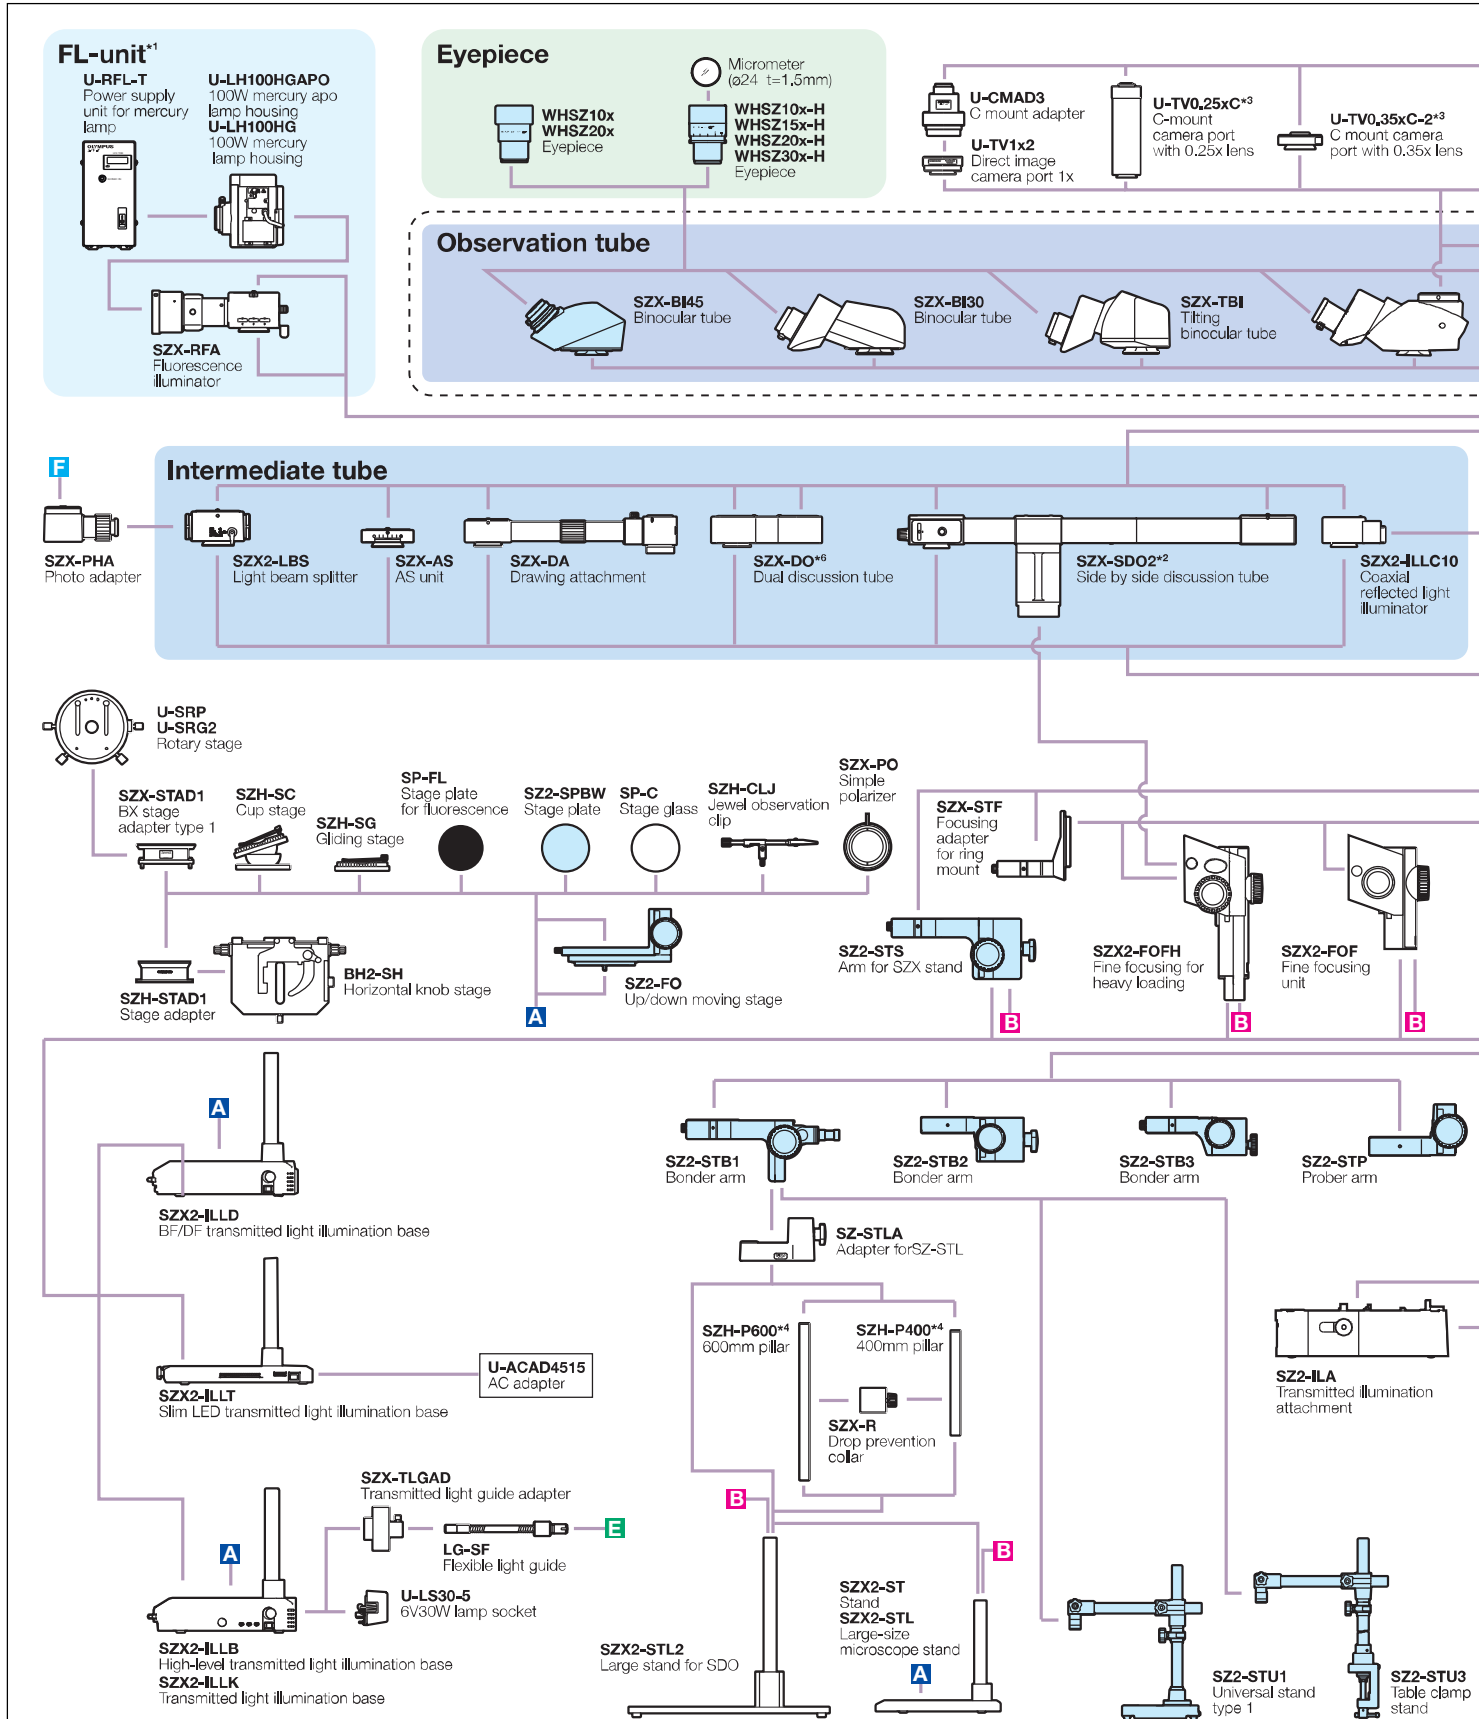 FL-unit*1
U-RFL-T
Power supply
unit for mercury
lamp
U-LH100HGAPO
100W mercury apo
lamp housing
U-LH100HG
100W mercury
lamp housing
OLYMPUS
SZX-RFA
Fluorescence
illuminator
Eyepiece
WHSZ10x
WHSZ20x
Eyepiece
Micrometer
(ø24 t=1.5mm)
WHSZ10x-H
WHSZ15x-H
WHSZ20x-H
WHSZ30x-H
Eyepiece
U-CMAD3
C mount adapter
U-TV1x2
Direct image
camera port 1x
U-TV0.25xC*3
C-mount
camera port
with 0.25x lens
U-TV0.35xC-2*3
C mount camera
port with 0.35x lens
Observation tube
SZX-BI45
Binocular tube
SZX-BI30
Binocular tube
SZX-TBI
Tilting
binocular tube
F
SZX-PHA
Photo adapter
Intermediate tube
SZX2-LBS
Light beam splitter
SZX-AS
AS unit
SZX-DA
Drawing attachment
SZX-DO*6
Dual discussion tube
SZX-SDO2*2
Side by side discussion tube
SZX2-ILLC10
Coaxial
reflected light
illuminator
U-SRP
U-SRG2
Rotary stage
SZX-STAD1
BX stage
adapter type 1
SZH-SC
Cup stage
SZH-SG
Gliding stage
SP-FL
Stage plate
for fluorescence
SZ2-SPBW
Stage plate
SP-C
Stage glass
SZH-CLJ
Jewel observation
clip
SZX-PO
Simple
polarizer
SZX-STF
Focusing
adapter
for ring
mount
SZH-STAD1
Stage adapter
BH2-SH
Horizontal knob stage
SZ2-FO
Up/down moving stage
A
SZ2-STS
Arm for SZX stand
B
SZX2-FOFH
Fine focusing for
heavy loading
B
SZX2-FOF
Fine focusing
unit
B
A
SZX2-ILLD
BF/DF transmitted light illumination base
SZ2-STB1
Bonder arm
SZ2-STB2
Bonder arm
SZ2-STB3
Bonder arm
SZ2-STP
Prober arm
SZ-STLA
Adapter forSZ-STL
SZH-P600*4
600mm pillar
SZH-P400*4
400mm pillar
SZX-R
Drop prevention
collar
SZ2-ILA
Transmitted illumination
attachment
SZX2-ILLT
Slim LED transmitted light illumination base
U-ACAD4515
AC adapter
SZX-TLGAD
Transmitted light guide adapter
LG-SF
Flexible light guide
E
U-LS30-5
6V30W lamp socket
A
SZX2-ILLB
High-level transmitted light illumination base
SZX2-ILLK
Transmitted light illumination base
B
SZX2-STL2
Large stand for SDO
B
SZX2-ST
Stand
SZX2-STL
Large-size
microscope stand
A
SZ2-STU1
Universal stand
type 1
SZ2-STU3
Table clamp
stand